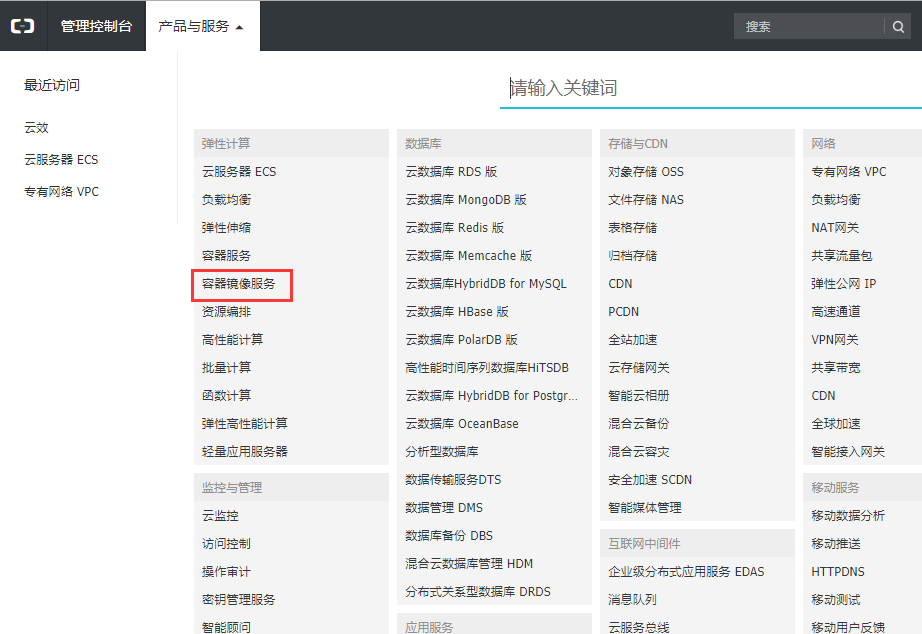 管理控制台
产品与服务
搜索
最近访问
云效
云服务器 ECS
专有网络 VPC
请输入关键词
弹性计算
云服务器 ECS
负载均衡
弹性伸缩
容器服务
容器镜像服务
资源编排
高性能计算
批量计算
函数计算
弹性高性能计算
轻量应用服务器
监控与管理
云监控
访问控制
操作审计
密钥管理服务
智能顾问
数据库
云数据库 RDS 版
云数据库 MongoDB 版
云数据库 Redis 版
云数据库 Memcache 版
云数据库HybridDB for MySQL
云数据库 HBase 版
云数据库 PolarDB 版
高性能时间序列数据库HiTSDB
云数据库 HybridDB for Postgr...
云数据库 OceanBase
分析型数据库
数据传输服务DTS
数据管理 DMS
数据库备份 DBS
混合云数据库管理 HDM
分布式关系型数据库 DRDS
应用服务
存储与CDN
对象存储 OSS
文件存储 NAS
表格存储
归档存储
CDN
PCDN
全站加速
云存储网关
智能云相册
混合云备份
混合云容灾
安全加速 SCDN
智能媒体管理
互联网中间件
企业级分布式应用服务 EDAS
消息队列
云服务总线
网络
专有网络 VPC
负载均衡
NAT网关
共享流量包
弹性公网 IP
高速通道
VPN网关
共享带宽
CDN
全球加速
智能接入网关
移动服务
移动数据分析
移动推送
HTTPDNS
移动测试
移动用户反馈